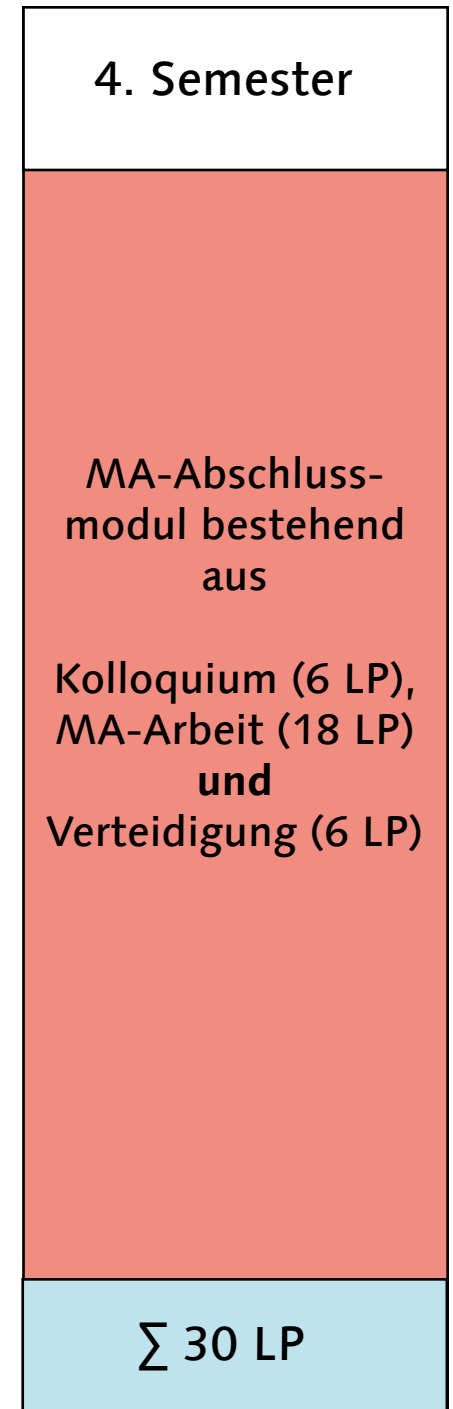 4. Semester
MA-Abschluss-
modul bestehend
aus
Kolloquium (6 LP),
MA-Arbeit (18 LP)
und
Verteidigung (6 LP)
∑ 30 LP